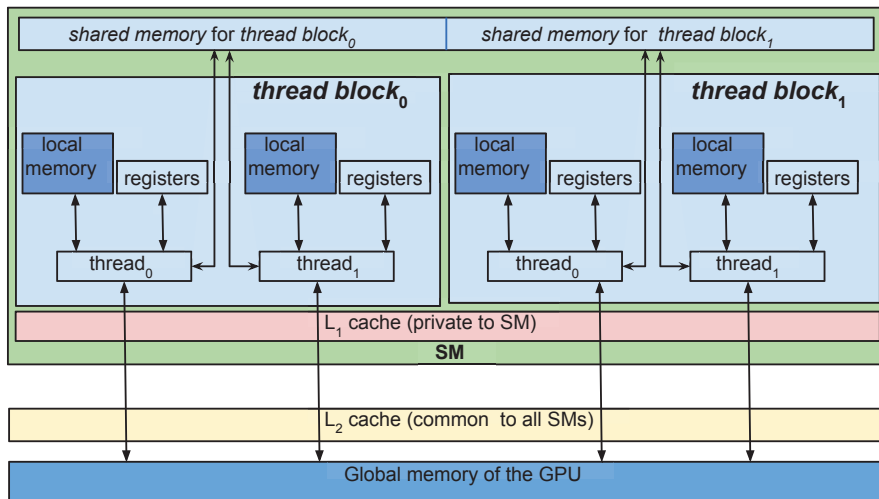 shared memory for thread block0
shared memory for thread block1
thread block0
thread block1
local
memory
registers
local
memory
registers
local
memory
registers
local
memory
registers
thread0
thread1
thread0
thread1
L1 cache (private to SM)
SM
L2 cache (common to all SMs)
Global memory of the GPU